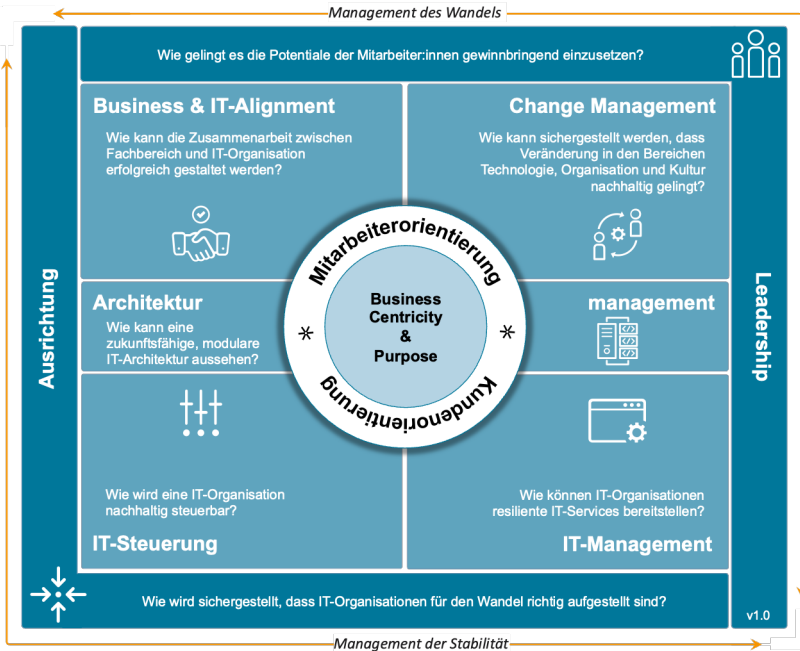 Management des Wandels
Wie gelingt es die Potentiale der Mitarbeiter:innen gewinnbringend einzusetzen?
Business & IT-Alignment
Wie kann die Zusammenarbeit zwischen
Fachbereich und IT-Organisation
erfolgreich gestaltet werden?
Change Management
Wie kann sichergestellt werden, dass
Veränderung in den Bereichen
Technologie, Organisation und Kultur
nachhaltig gelingt?
Ausrichtung
Mitarbeiterorientierung
Business
Centricity
&
Purpose
Kundenorientierung
Leadership
Architektur
Wie kann eine
zukunftsfähige, modulare
IT-Architektur aussehen?
management
Wie wird eine IT-Organisation
nachhaltig steuerbar?
IT-Steuerung
Wie können IT-Organisationen
resiliente IT-Services bereitstellen?
IT-Management
Wie wird sichergestellt, dass IT-Organisationen für den Wandel richtig aufgestellt sind?
v1.0
Management der Stabilität